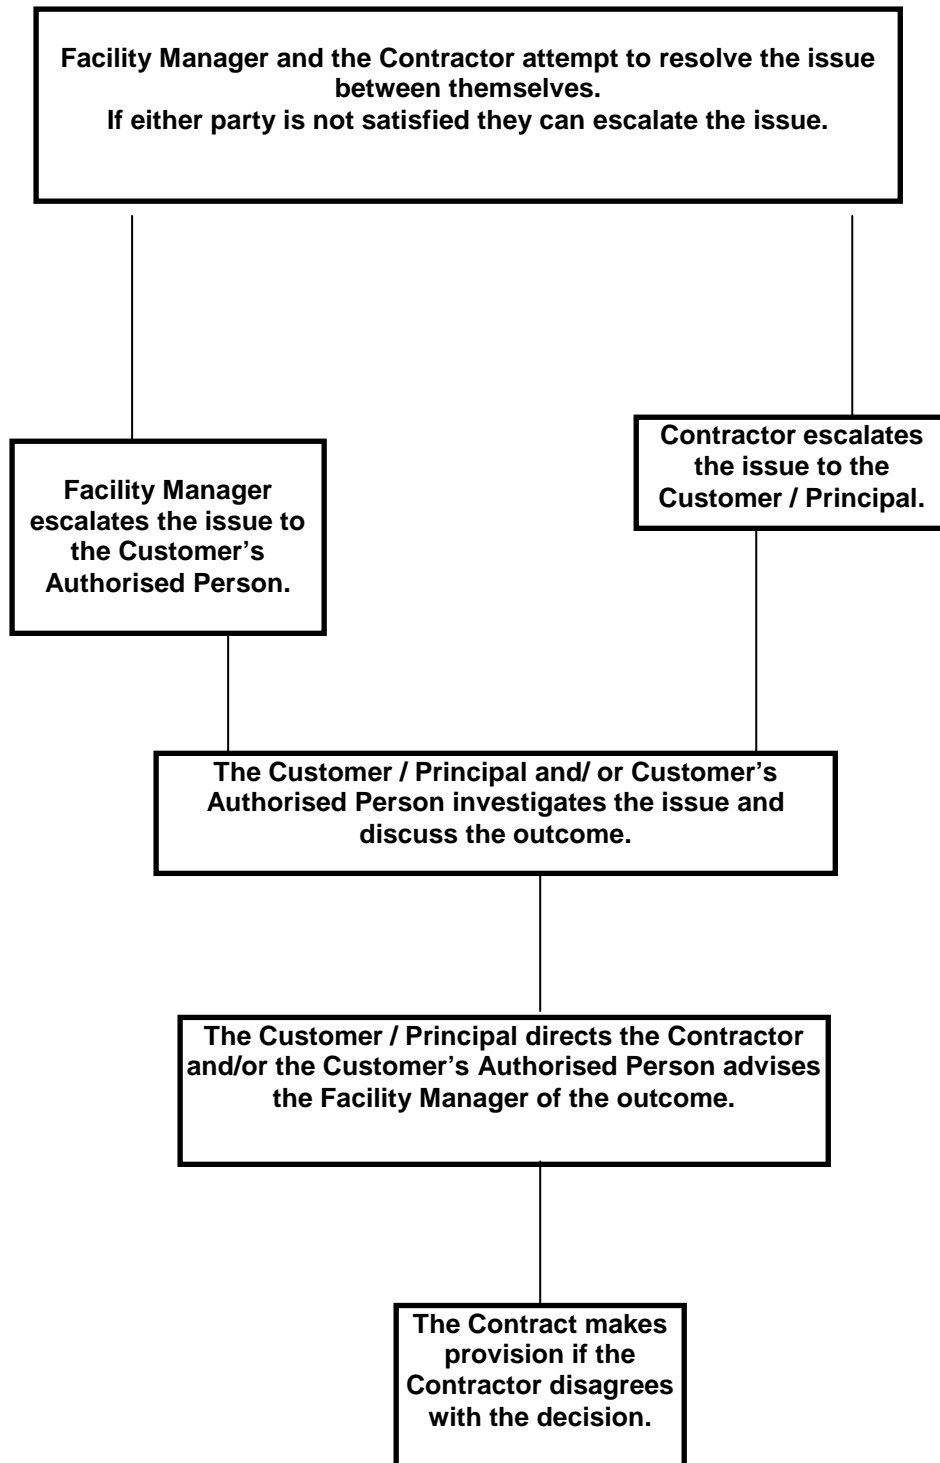 Facility Manager and the Contractor attempt to resolve the issue
between themselves.
If either party is not satisfied they can escalate the issue.
Facility Manager
escalates the issue to
the Customer’s
Authorised Person.
Contractor escalates
the issue to the
Customer / Principal.
The Customer / Principal and/ or Customer’s
Authorised Person investigates the issue and
discuss the outcome.
The Customer / Principal directs the Contractor
and/or the Customer’s Authorised Person advises
the Facility Manager of the outcome.
The Contract makes
provision if the
Contractor disagrees
with the decision.